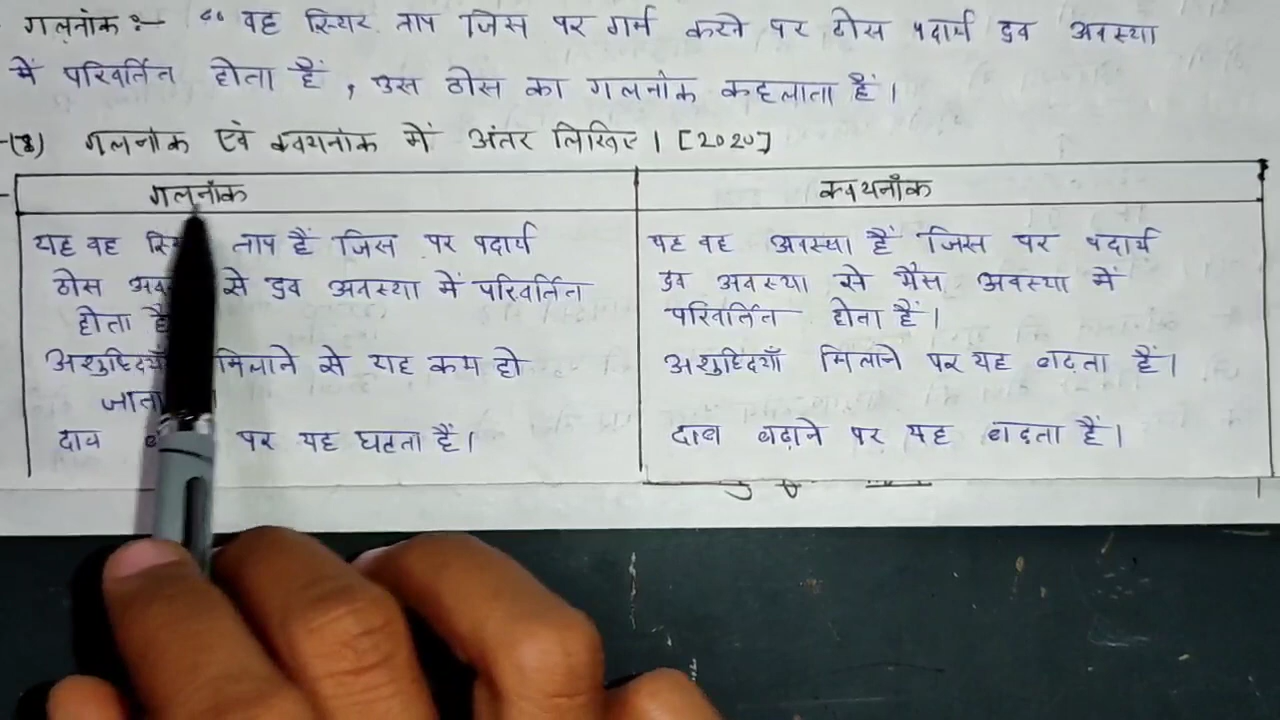 गलनांक :- “ वह स्थिर ताप जिस पर गर्म करने पर ठोस पदार्थ द्रव अवस्था
में परिवर्तित होता हैं , उस ठोस का गलनांक कहलाता हैं।
(8) गलनांक एवं क्वथनांक में अंतर लिखिए। [2020]
गलनांक
यह वह ताप हैं जिस पर पदार्थ
ठोस से द्रव अवस्था में परिवर्तित
होता है
अशुद्धियाँ मिलाने से यह कम हो
जाता
दाब पर यह घटता हैं।
क्वथनाँक
यह वह अवस्था हैं जिस पर पदार्थ
द्रव अवस्था से गैस अवस्था में
परिवर्तित होता हैं।
अशुद्धियाँ मिलाने पर यह बढता हैं।
दाब बढ़ाने पर यह बढता हैं।